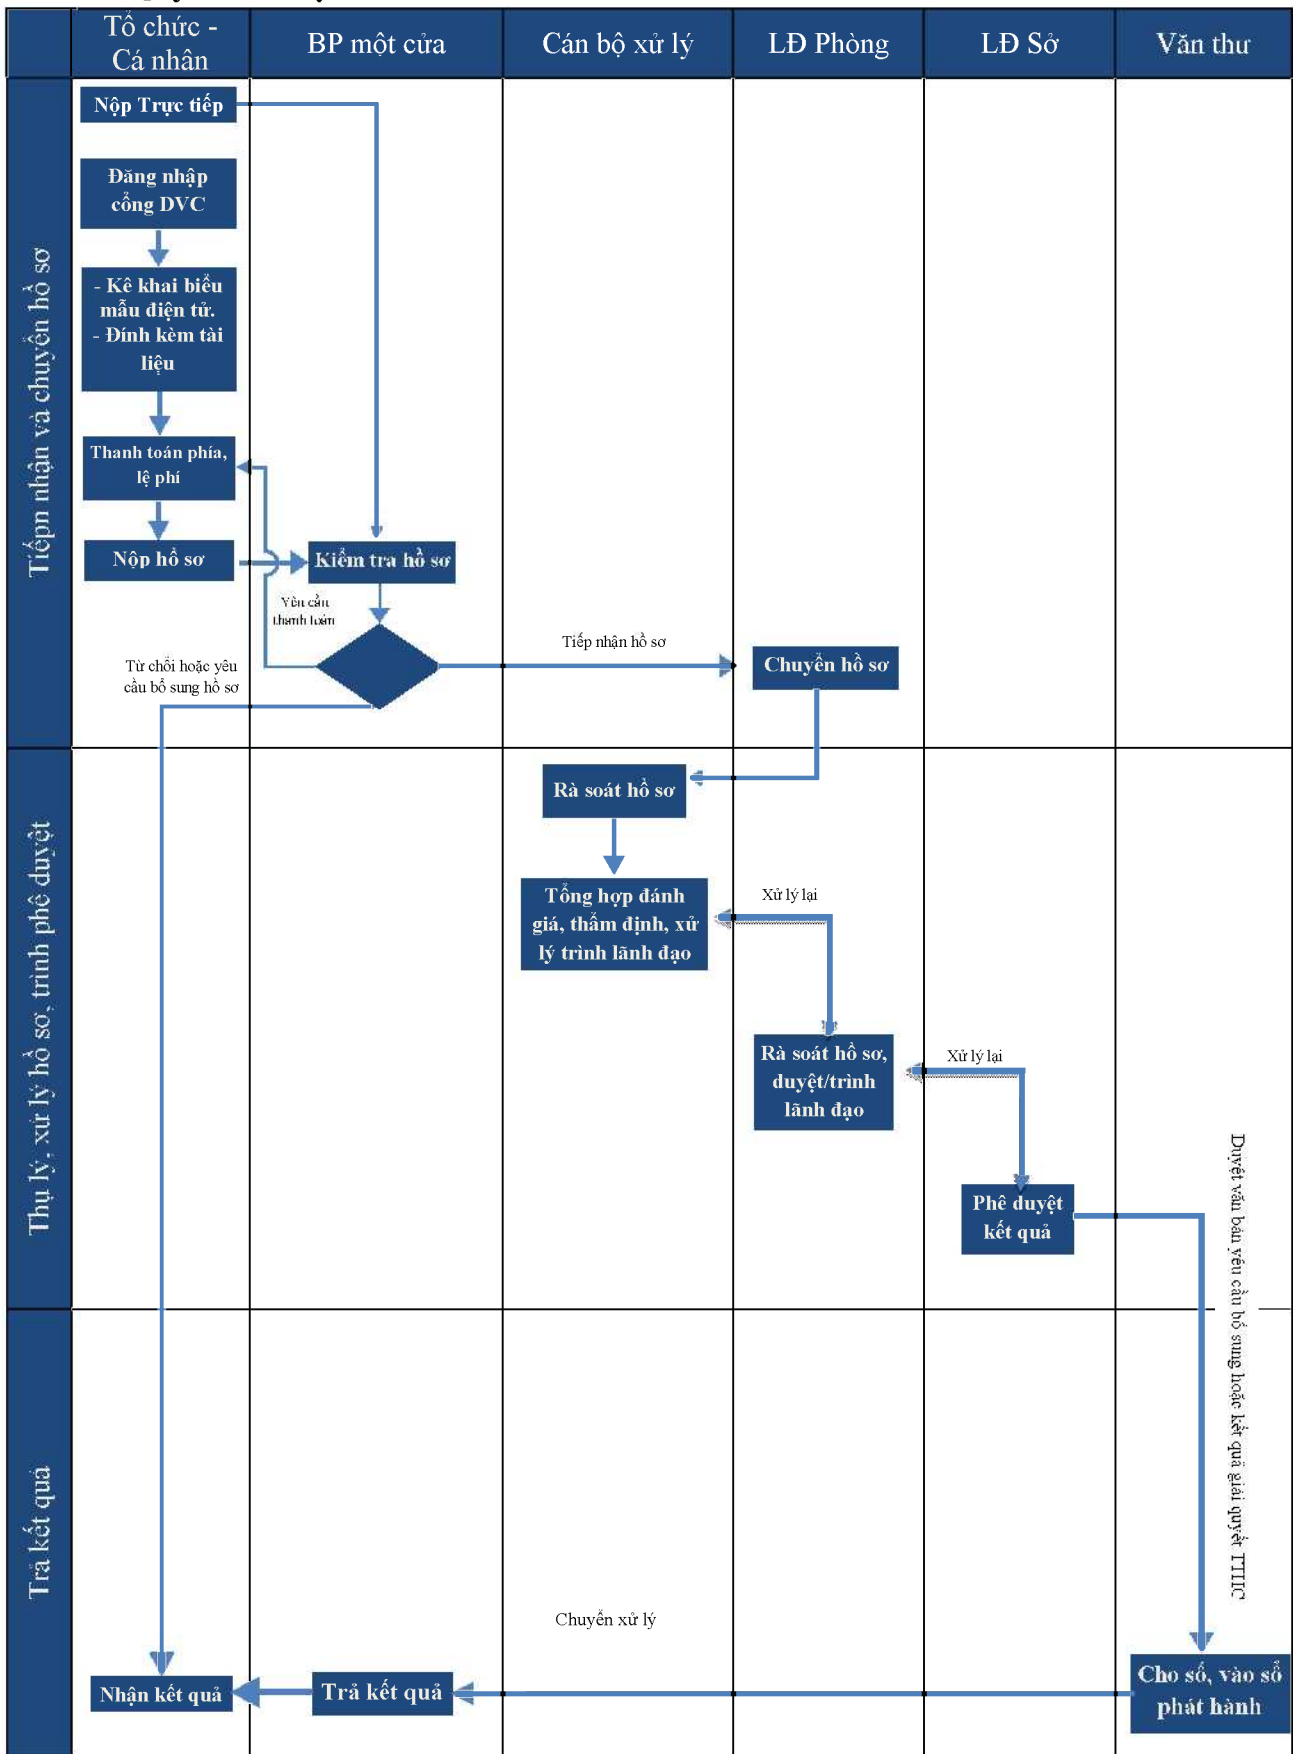 Tổ chức -
Cá nhân
BP một cửa
Cán bộ xử lý
LĐ Phòng
LĐ Sở
Văn thư
Tiếpn nhận và chuyển hồ sơ
Nộp Trực tiếp
Đăng nhập
cổng DVC
- Kê khai biểu
mẫu điện tử.
- Đính kèm tài
liệu
Thanh toán phía,
lệ phí
Nộp hồ sơ
Kiểm tra hồ sơ
Yêu cầu
thanh toán
Tiếp nhận hồ sơ
Chuyển hồ sơ
Từ chối hoặc yêu
cầu bổ sung hồ sơ
Thụ lý, xử lý hồ sơ, trình phê duyệt
Rà soát hồ sơ
Tổng hợp đánh
giá, thẩm định, xử
lý trình lãnh đạo
Xử lý lại
Rà soát hồ sơ,
duyệt/trình
lãnh đạo
Xử lý lại
Phê duyệt
kết quả
Duyệt văn bản yêu cầu bổ sung hoặc kết quả giải quyết TTHC
Trả kết quả
Chuyển xử lý
Nhận kết quả
Trả kết quả
Cho số, vào sổ
phát hành